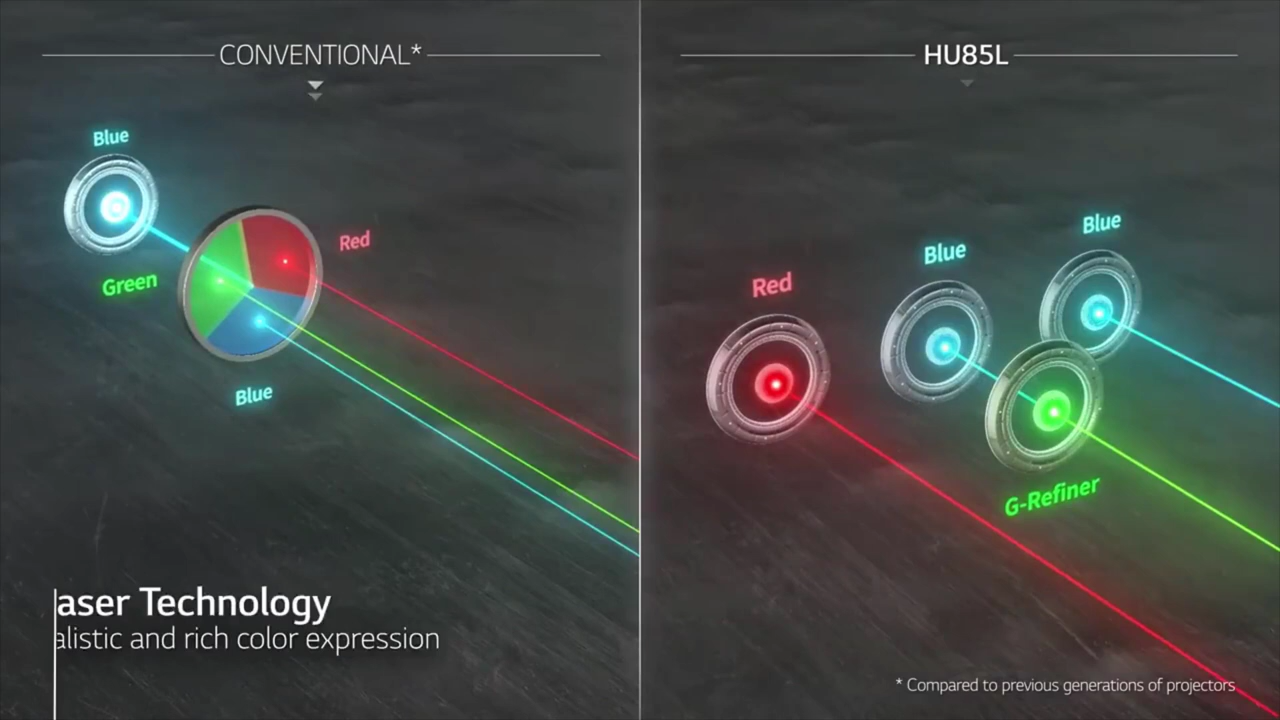 CONVENTIONAL*
Blue
Red
Green
Blue
HU85L
Blue
Blue
Red
G-Refiner
aser Technology
alistic and rich color expression
* Compared to previous generations of projectors